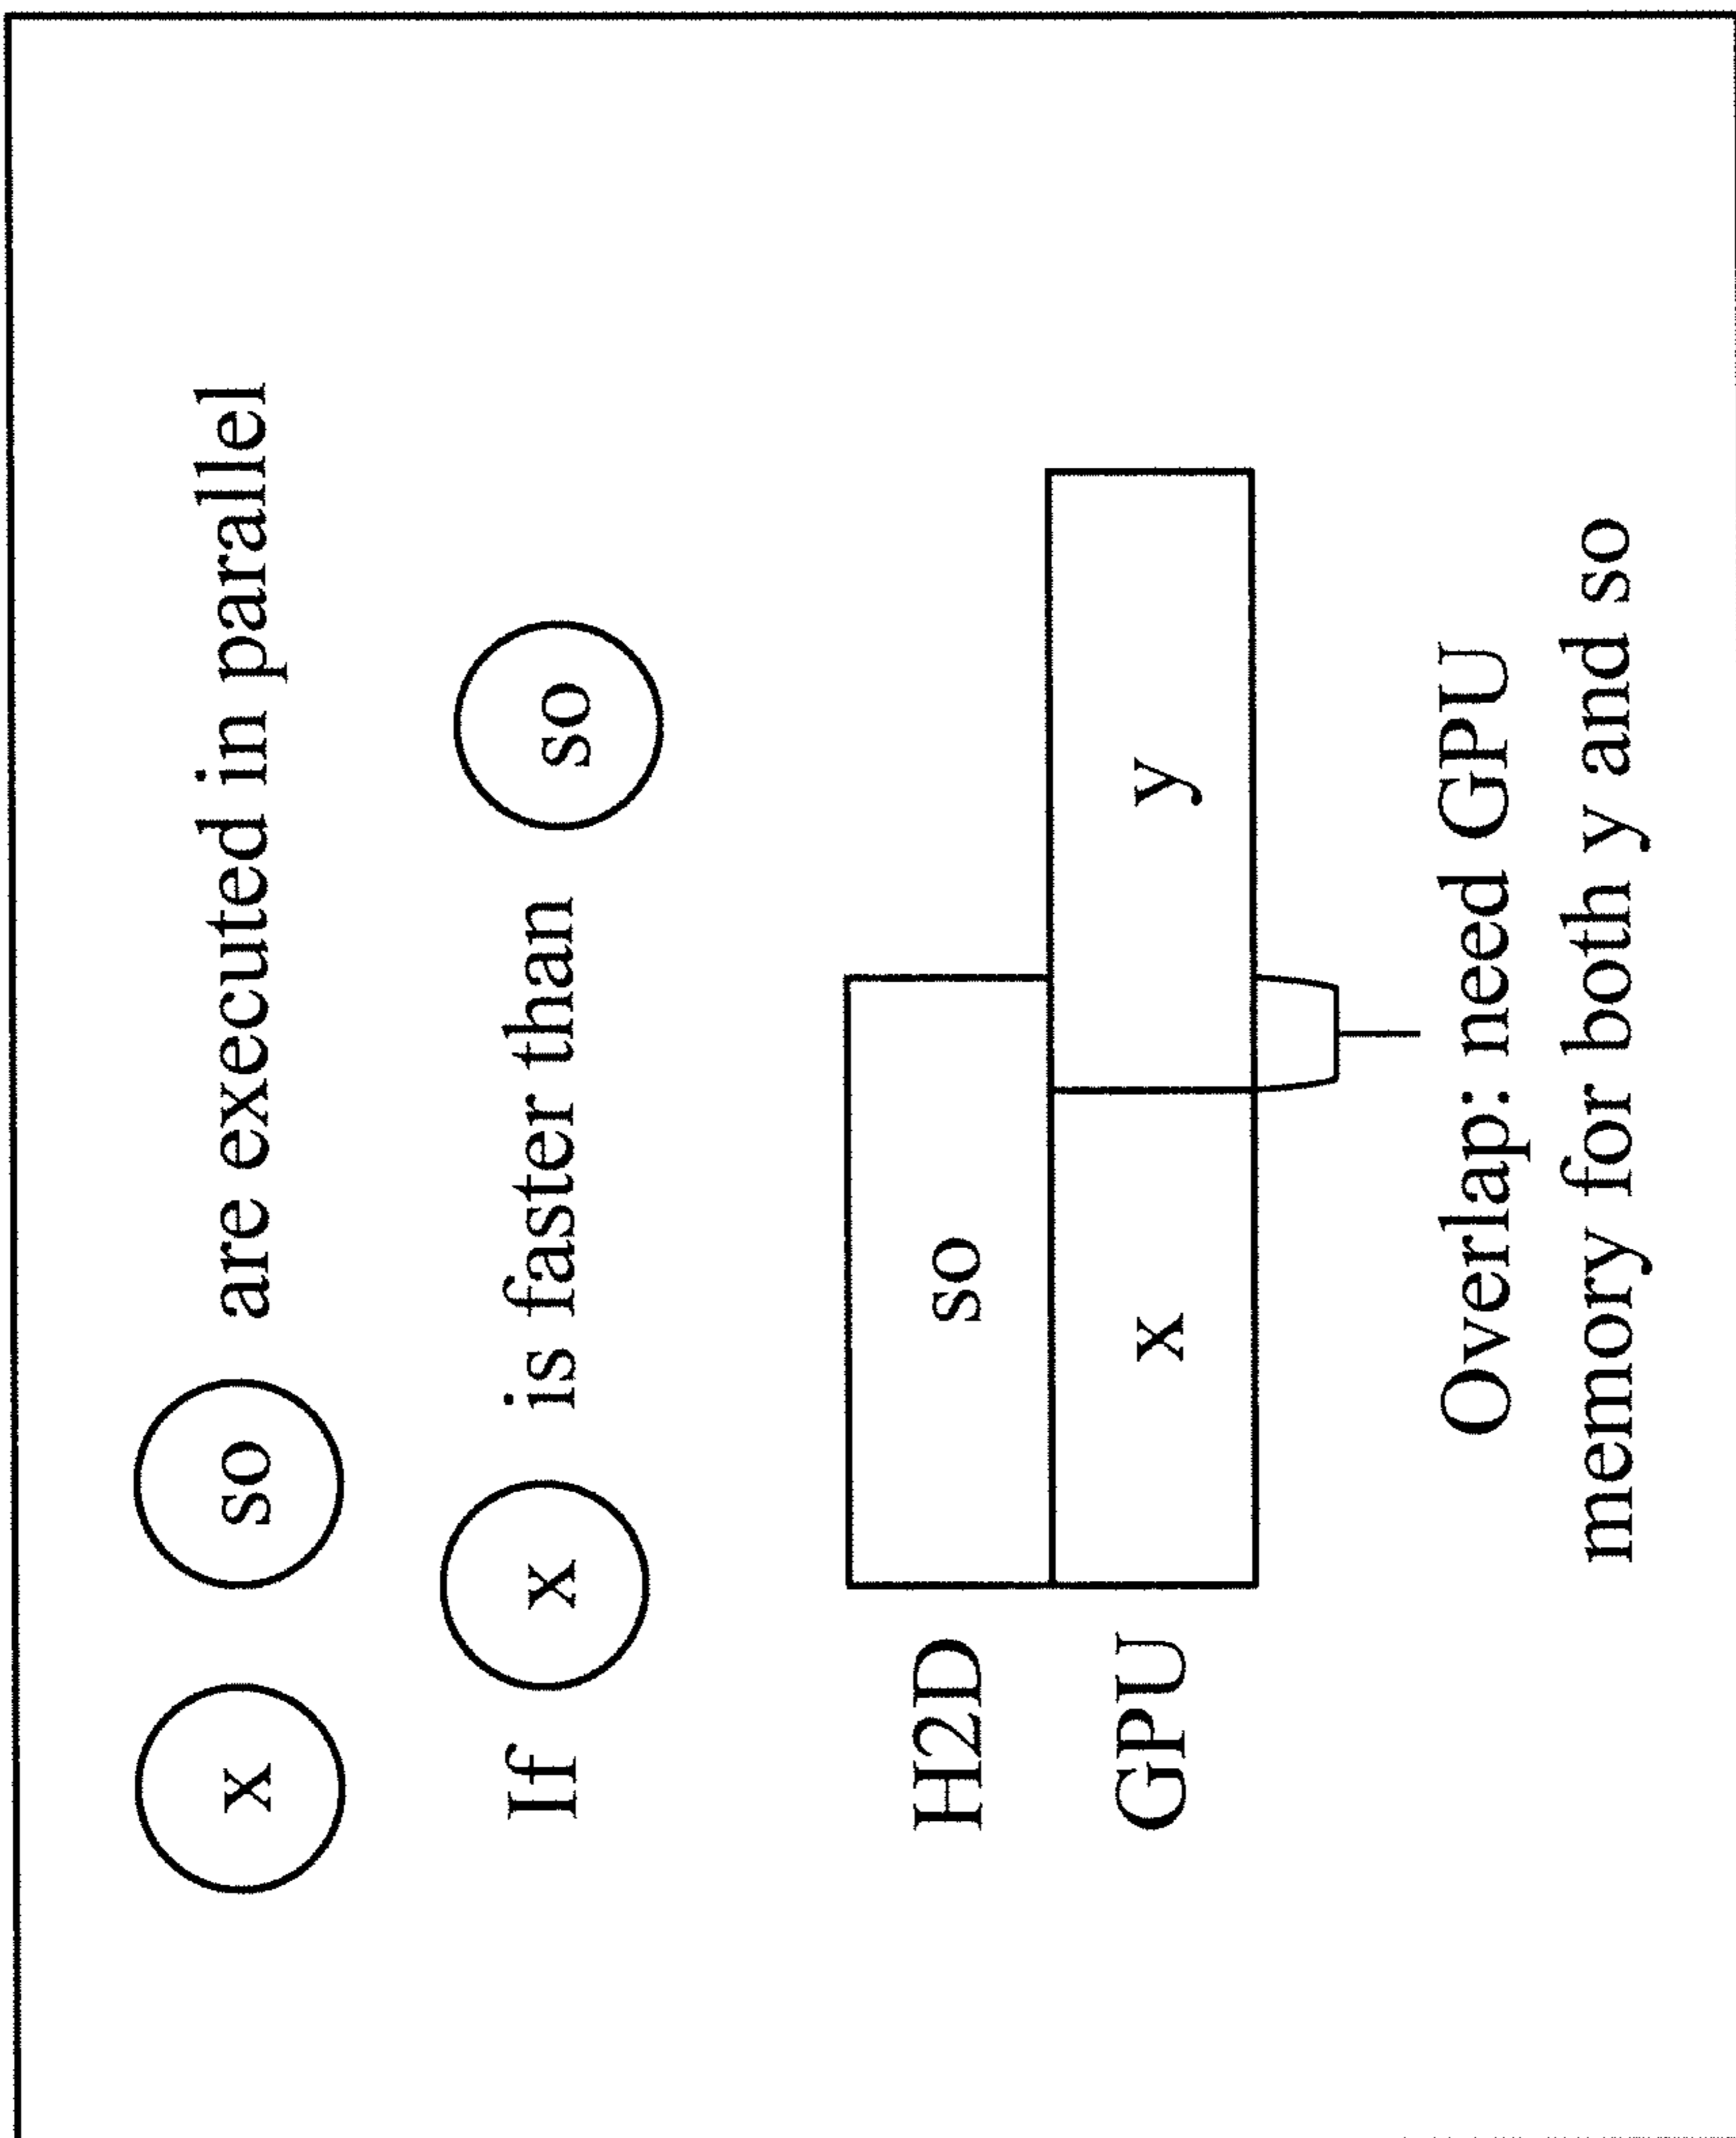 x so are executed in parallel
If x is faster than so
H2D so
GPU x y
Overlap: need GPU
memory for both y and so